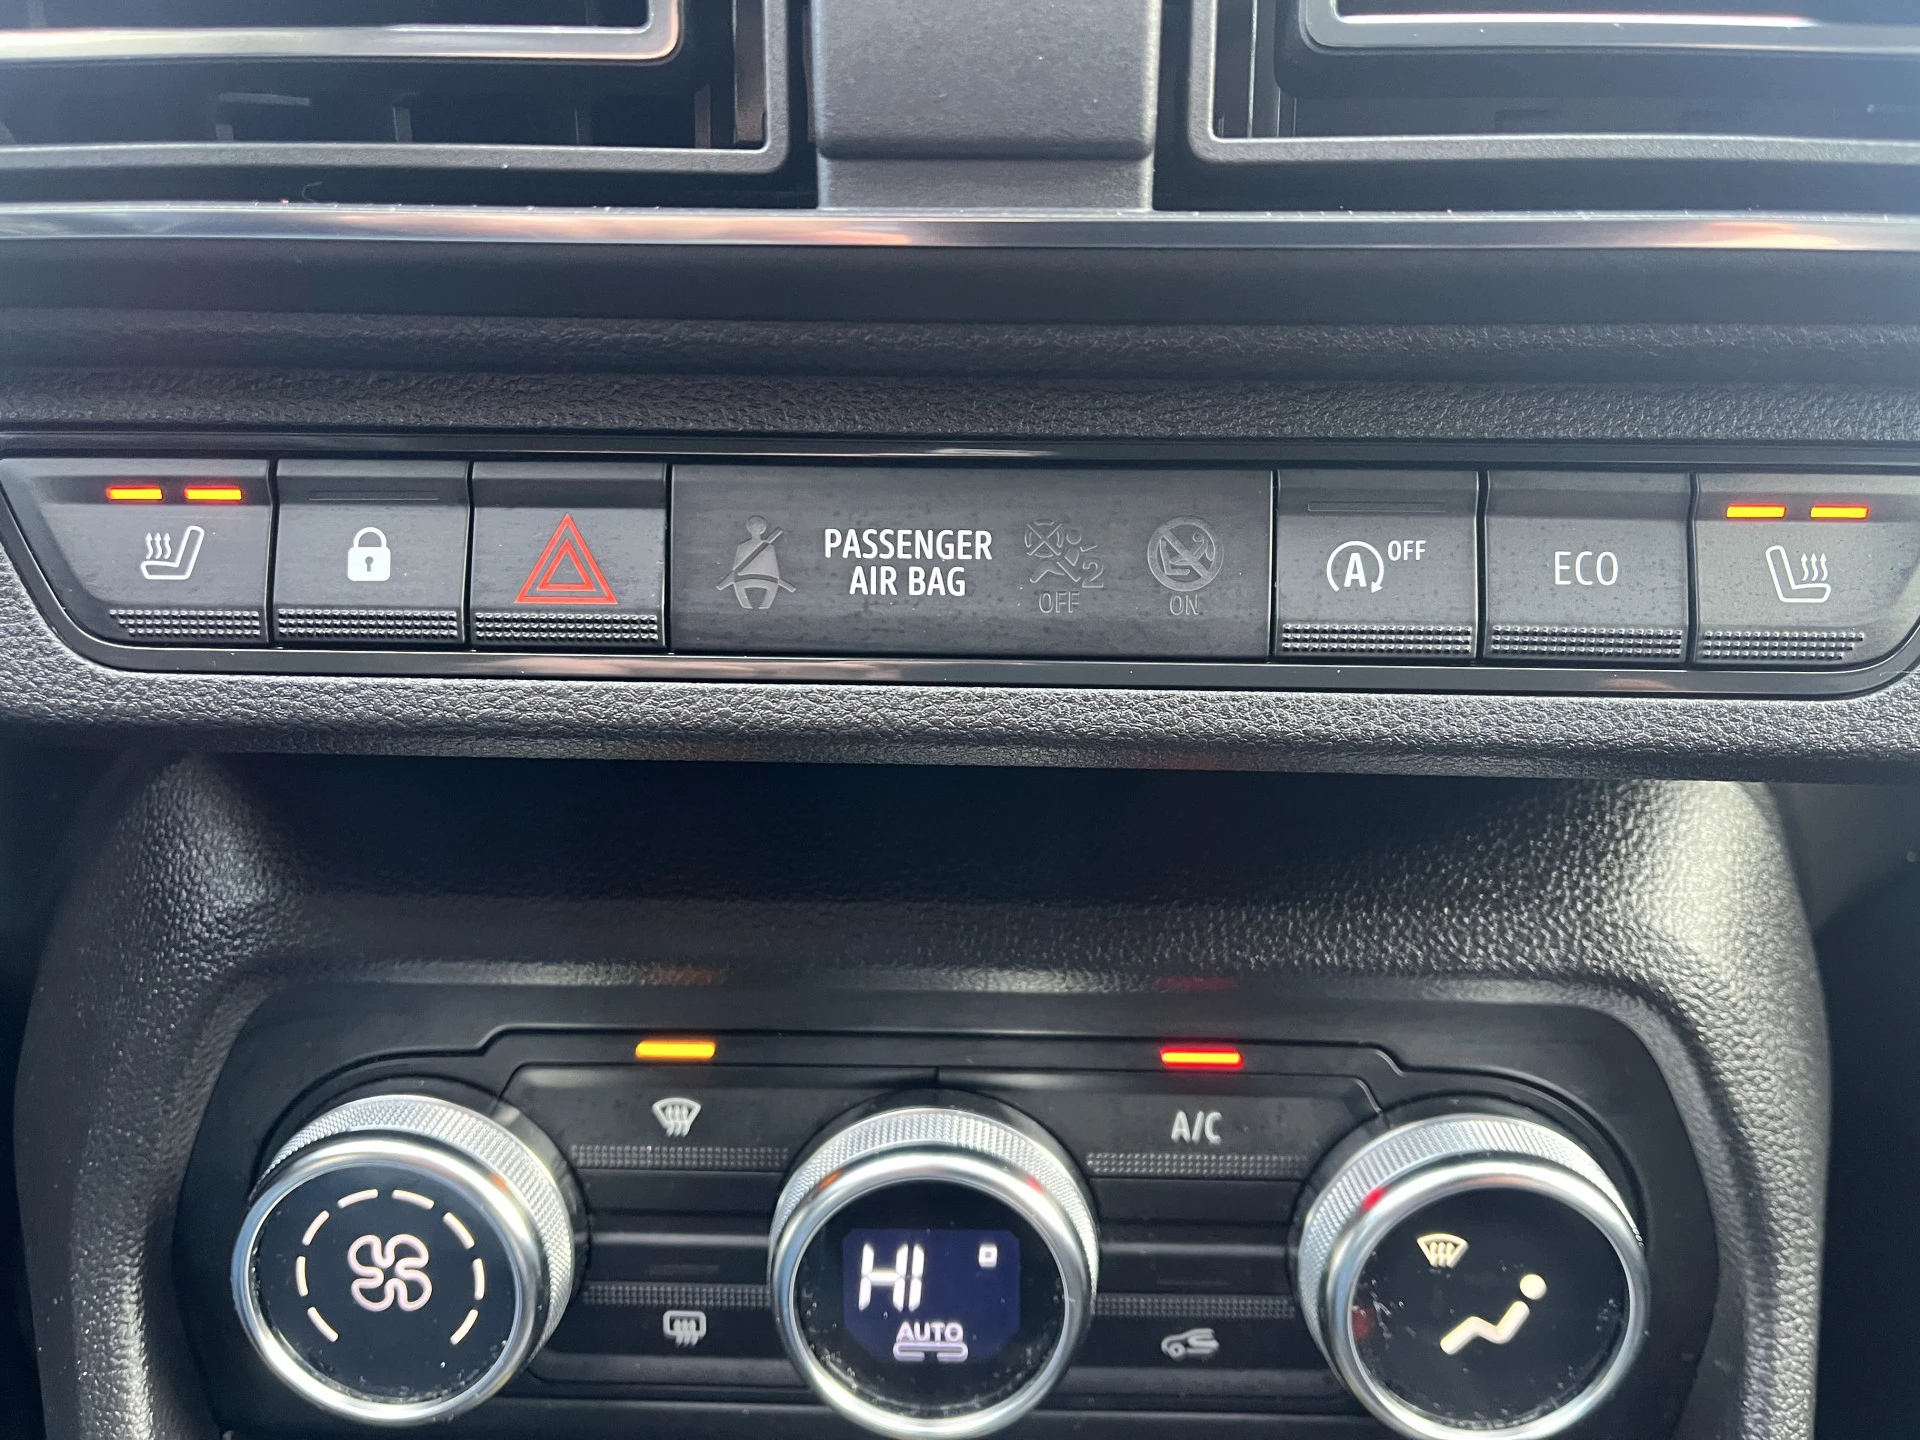 PASSENGER
AIR BAG
2
OFF
ON
A OFF
ECO
A/C
HI
AUTO